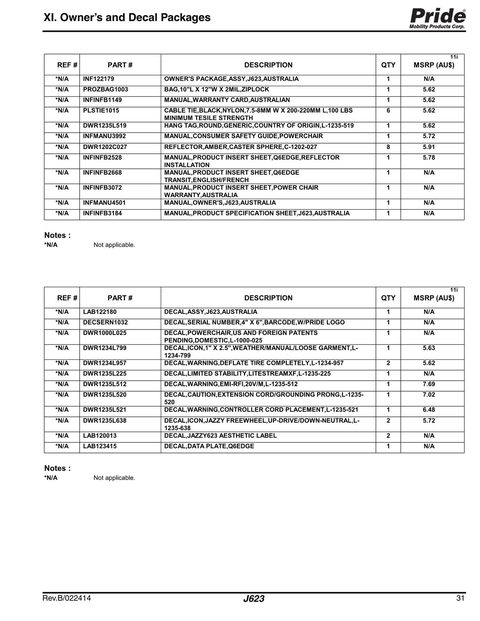 XI. Owner's and Decal Packages
Pride
Mobility Products Corp.
11i
REF # PART # DESCRIPTION QTY MSRP (AU$)
*N/A INF122179 OWNER'S PACKAGE,ASSY,J623,AUSTRALIA 1 N/A
*N/A PROZBAG1003 BAG,10"L X 12"W X 2MIL,ZIPLOCK 1 5.62
*N/A INFINFB1149 MANUAL,WARRANTY CARD,AUSTRALIAN 1 5.62
*N/A PLSTIE1015 CABLE TIE,BLACK,NYLON,7.5-8MM W X 200-220MM L,100 LBS 6 5.62
MINIMUM TESILE STRENGTH
*N/A DWR1235L519 HANG TAG,ROUND,GENERIC,COUNTRY OF ORIGIN,L-1235-519 1 5.62
*N/A INFMANU3992 MANUAL,CONSUMER SAFETY GUIDE,POWERCHAIR 1 5.72
*N/A DWR1202C027 REFLECTOR,AMBER,CASTER SPHERE,C-1202-027 8 5.91
*N/A INFINFB2528 MANUAL,PRODUCT INSERT SHEET,Q6EDGE,REFLECTOR 1 5.78
INSTALLATION
*N/A INFINFB2668 MANUAL,PRODUCT INSERT SHEET,Q6EDGE 1 N/A
TRANSIT,ENGLISH/FRENCH
*N/A INFINFB3072 MANUAL,PRODUCT INSERT SHEET,POWER CHAIR 1 N/A
WARRANTY,AUSTRALIA
*N/A INFMANU4501 MANUAL,OWNER'S,J623,AUSTRALIA 1 N/A
*N/A INFINFB3184 MANUAL,PRODUCT SPECIFICATION SHEET,J623,AUSTRALIA 1 N/A
Notes :
*N/A Not applicable.
11i
REF # PART # DESCRIPTION QTY MSRP (AU$)
*N/A LAB122180 DECAL,ASSY,J623,AUSTRALIA 1 N/A
*N/A DECSERN1032 DECAL,SERIAL NUMBER,4" X 6",BARCODE,W/PRIDE LOGO 1 N/A
*N/A DWR1000L025 DECAL,POWERCHAIR,US AND FOREIGN PATENTS 1 N/A
PENDING,DOMESTIC,L-1000-025
*N/A DWR1234L799 DECAL,ICON,1" X 2.5",WEATHER/MANUAL/LOOSE GARMENT,L- 1 5.63
1234-799
*N/A DWR1234L957 DECAL,WARNING,DEFLATE TIRE COMPLETELY,L-1234-957 2 5.62
*N/A DWR1235L225 DECAL,LIMITED STABILITY,LITESTREAMXF,L-1235-225 1 N/A
*N/A DWR1235L512 DECAL,WARNING,EMI-RFI,20V/M,L-1235-512 1 7.69
*N/A DWR1235L520 DECAL,CAUTION,EXTENSION CORD/GROUNDING PRONG,L-1235- 1 7.02
520
*N/A DWR1235L521 DECAL,WARNING,CONTROLLER CORD PLACEMENT,L-1235-521 1 6.48
*N/A DWR1235L638 DECAL,ICON,JAZZY FREEWHEEL,UP-DRIVE/DOWN-NEUTRAL,L- 2 5.72
1235-638
*N/A LAB120013 DECAL,JAZZY623 AESTHETIC LABEL 2 N/A
*N/A LAB123415 DECAL,DATA PLATE,Q6EDGE 1 N/A
Notes :
*N/A Not applicable.
Rev.B/022414 J623 31